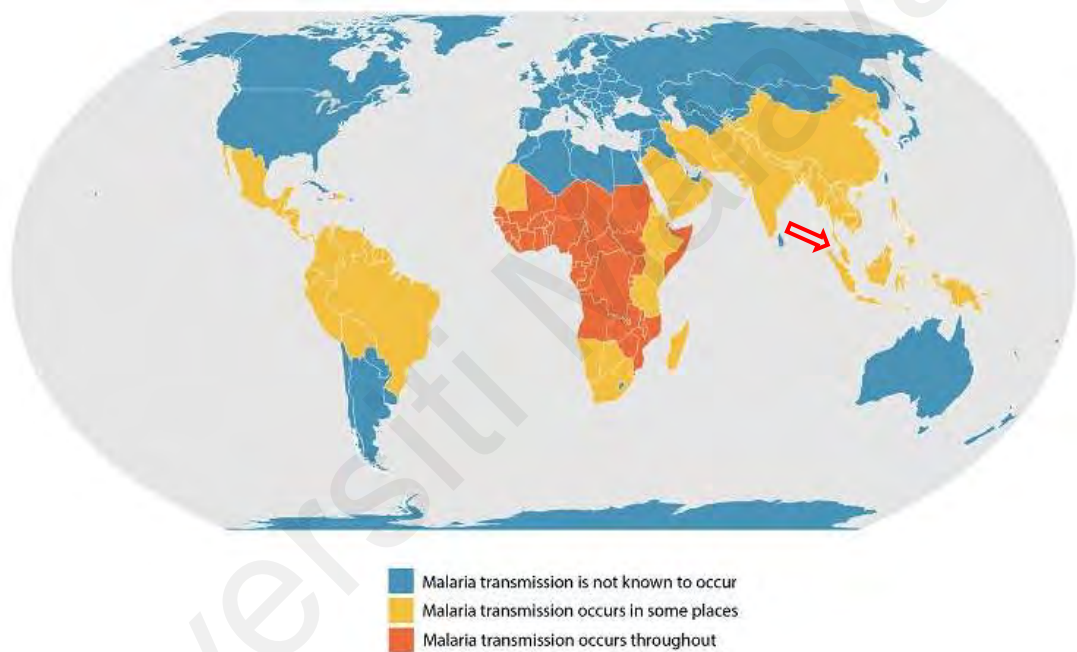 Malaria transmission is not known to occur
Malaria transmission occurs in some places
Malaria transmission occurs throughout